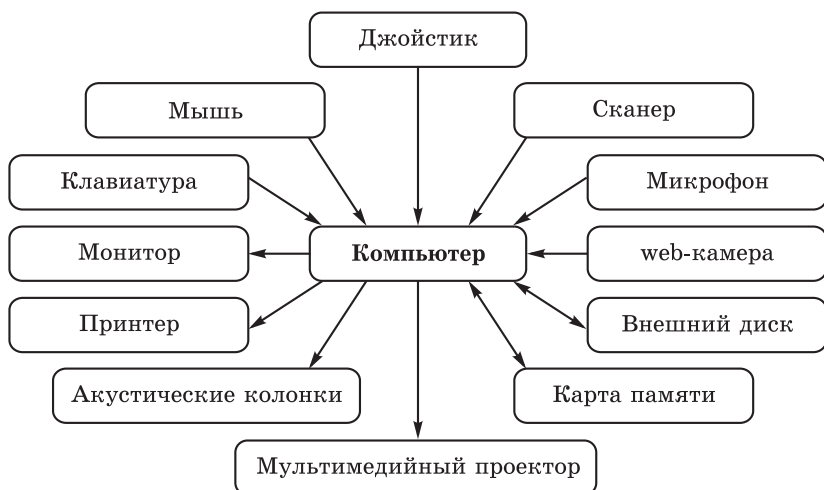 Джойстик
Мышь
Сканер
Клавиатура
Микрофон
Монитор
Компьютер
web-камера
Принтер
Внешний диск
Акустические колонки
Карта памяти
Мультимедийный проектор